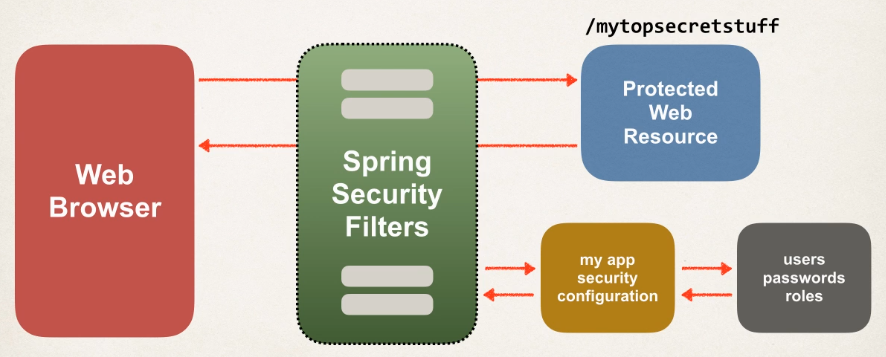 /mytopsecretstuff
Web
Browser
Spring
Security
Filters
Protected
Web
Resource
my app
security
configuration
users
passwords
roles